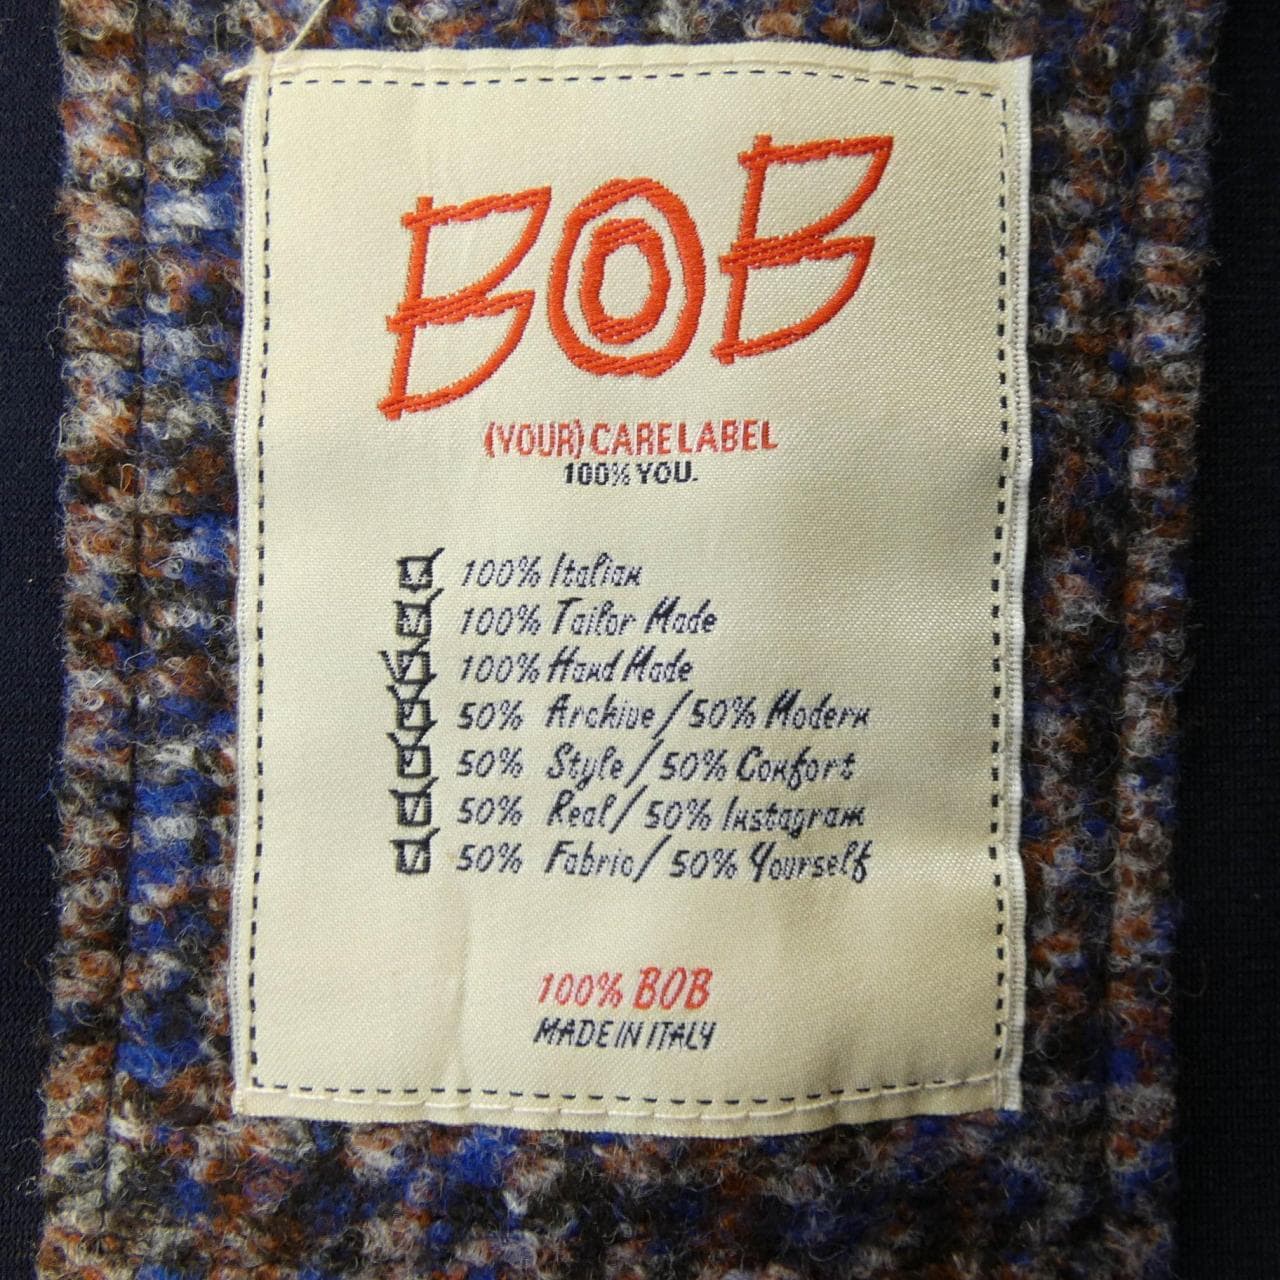 BOB
(YOUR) CARE LABEL
100% YOU.
100% Italian
100% Tailor Made
100% Hand Made
50% Archive / 50% Modern
50% Style / 50% Confort
50% Real / 50% Instagram
50% Fabric / 50% Yourself
100% BOB
MADE IN ITALY